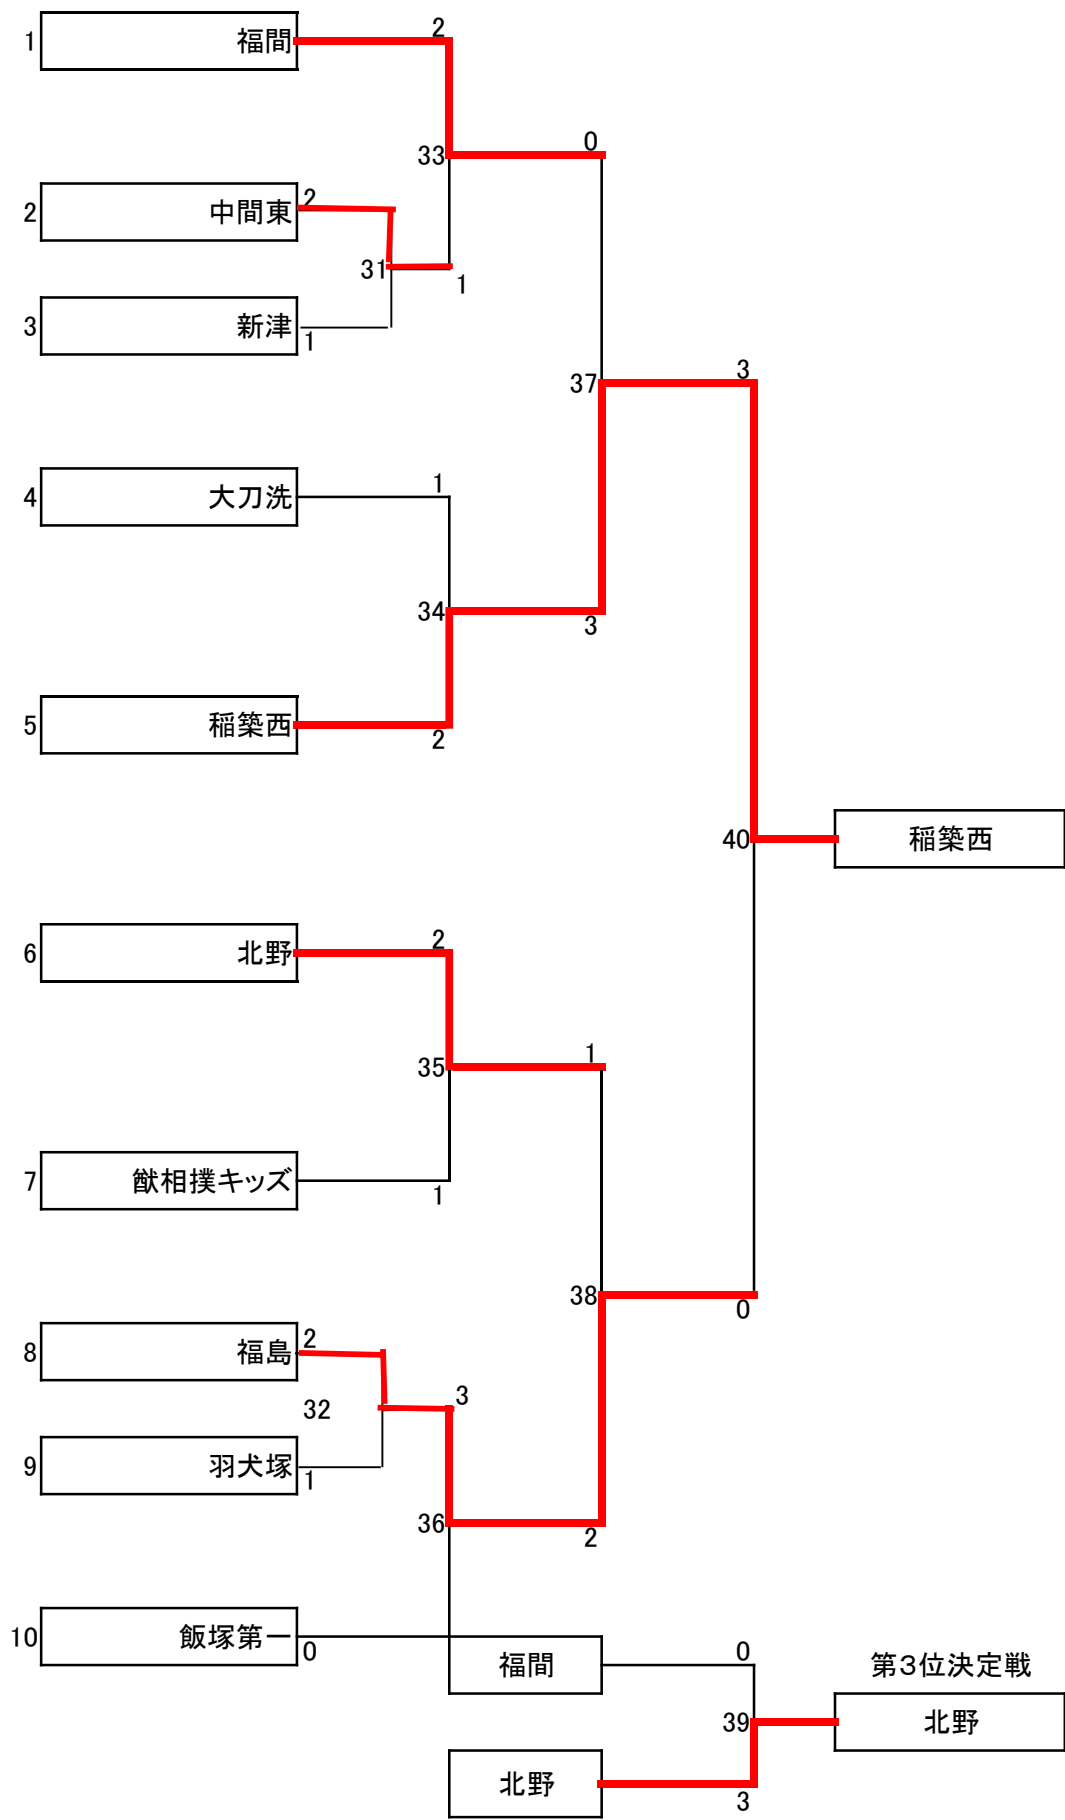 1 福間 2
0
33
2 中間東 2
31
1
3 新津 1
3
37
4 大刀洗 1
34
3
5 稲築西 2
40 稲築西
6 北野 2
1
35
7 猷相撲キッズ 1
38
0
8 福島 2
3
32
9 羽犬塚 1
36
2
10 飯塚第一 0
福間 0
第3位決定戦
39 北野
北野 3